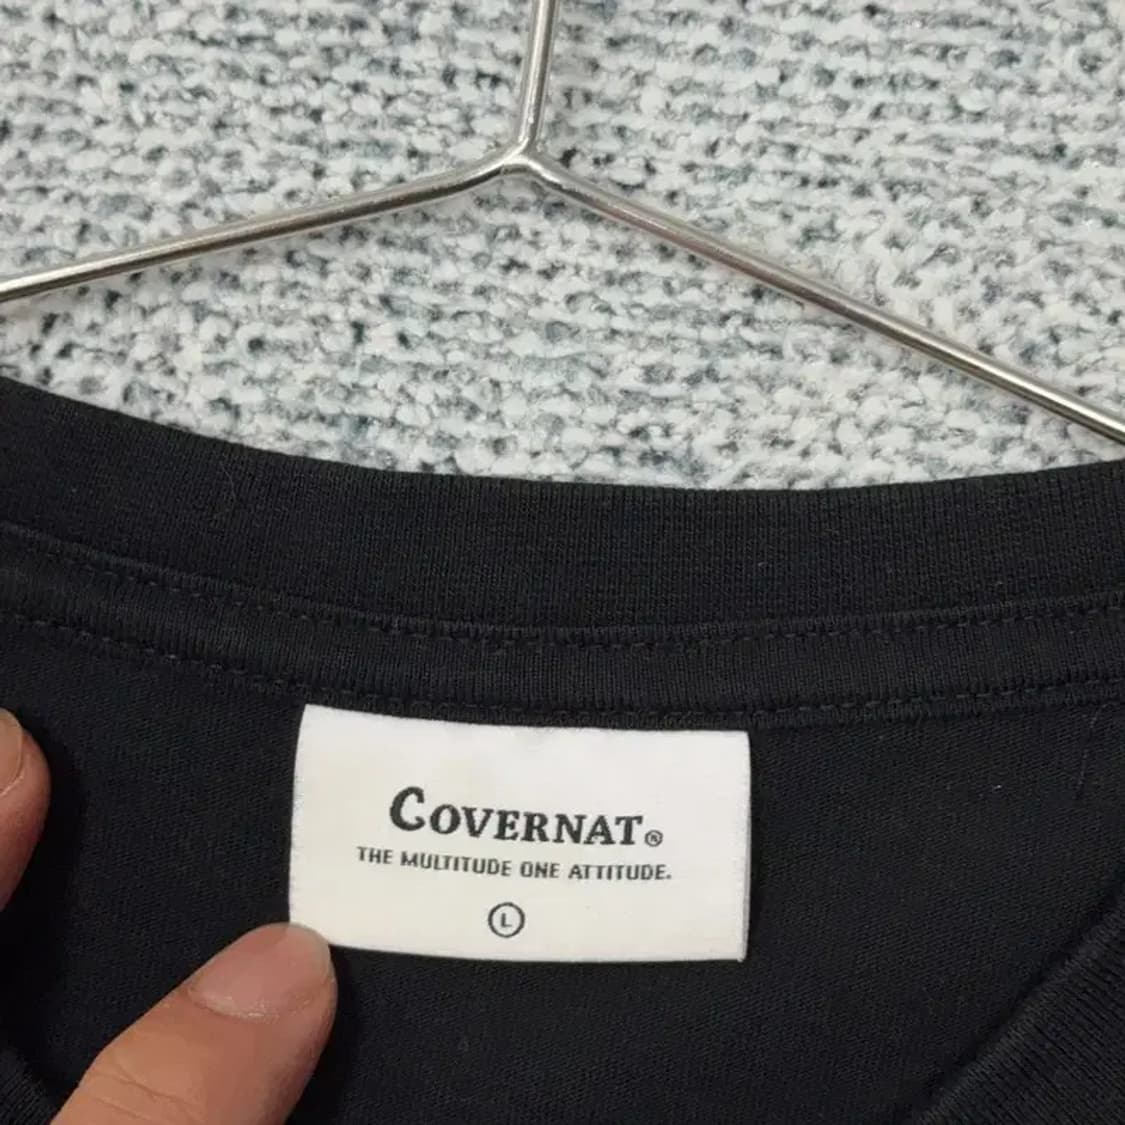 COVERNAT®
THE MULTITUDE ONE ATTITUDE.
L